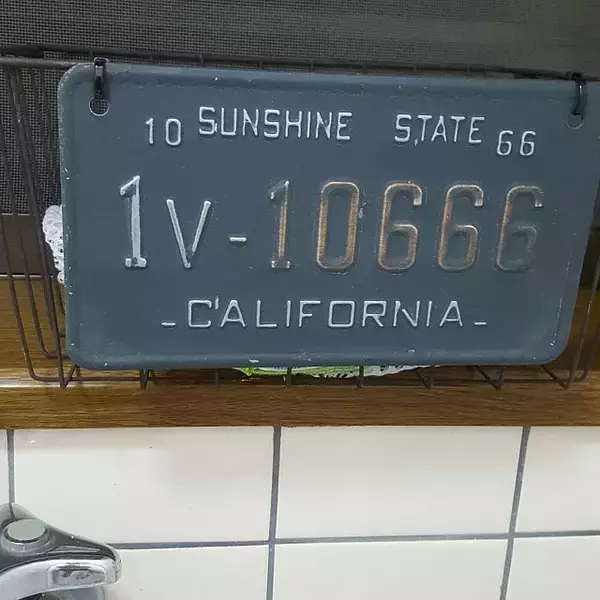 10 SUNSHINE STATE 66
1V-10666
-CALIFORNIA-